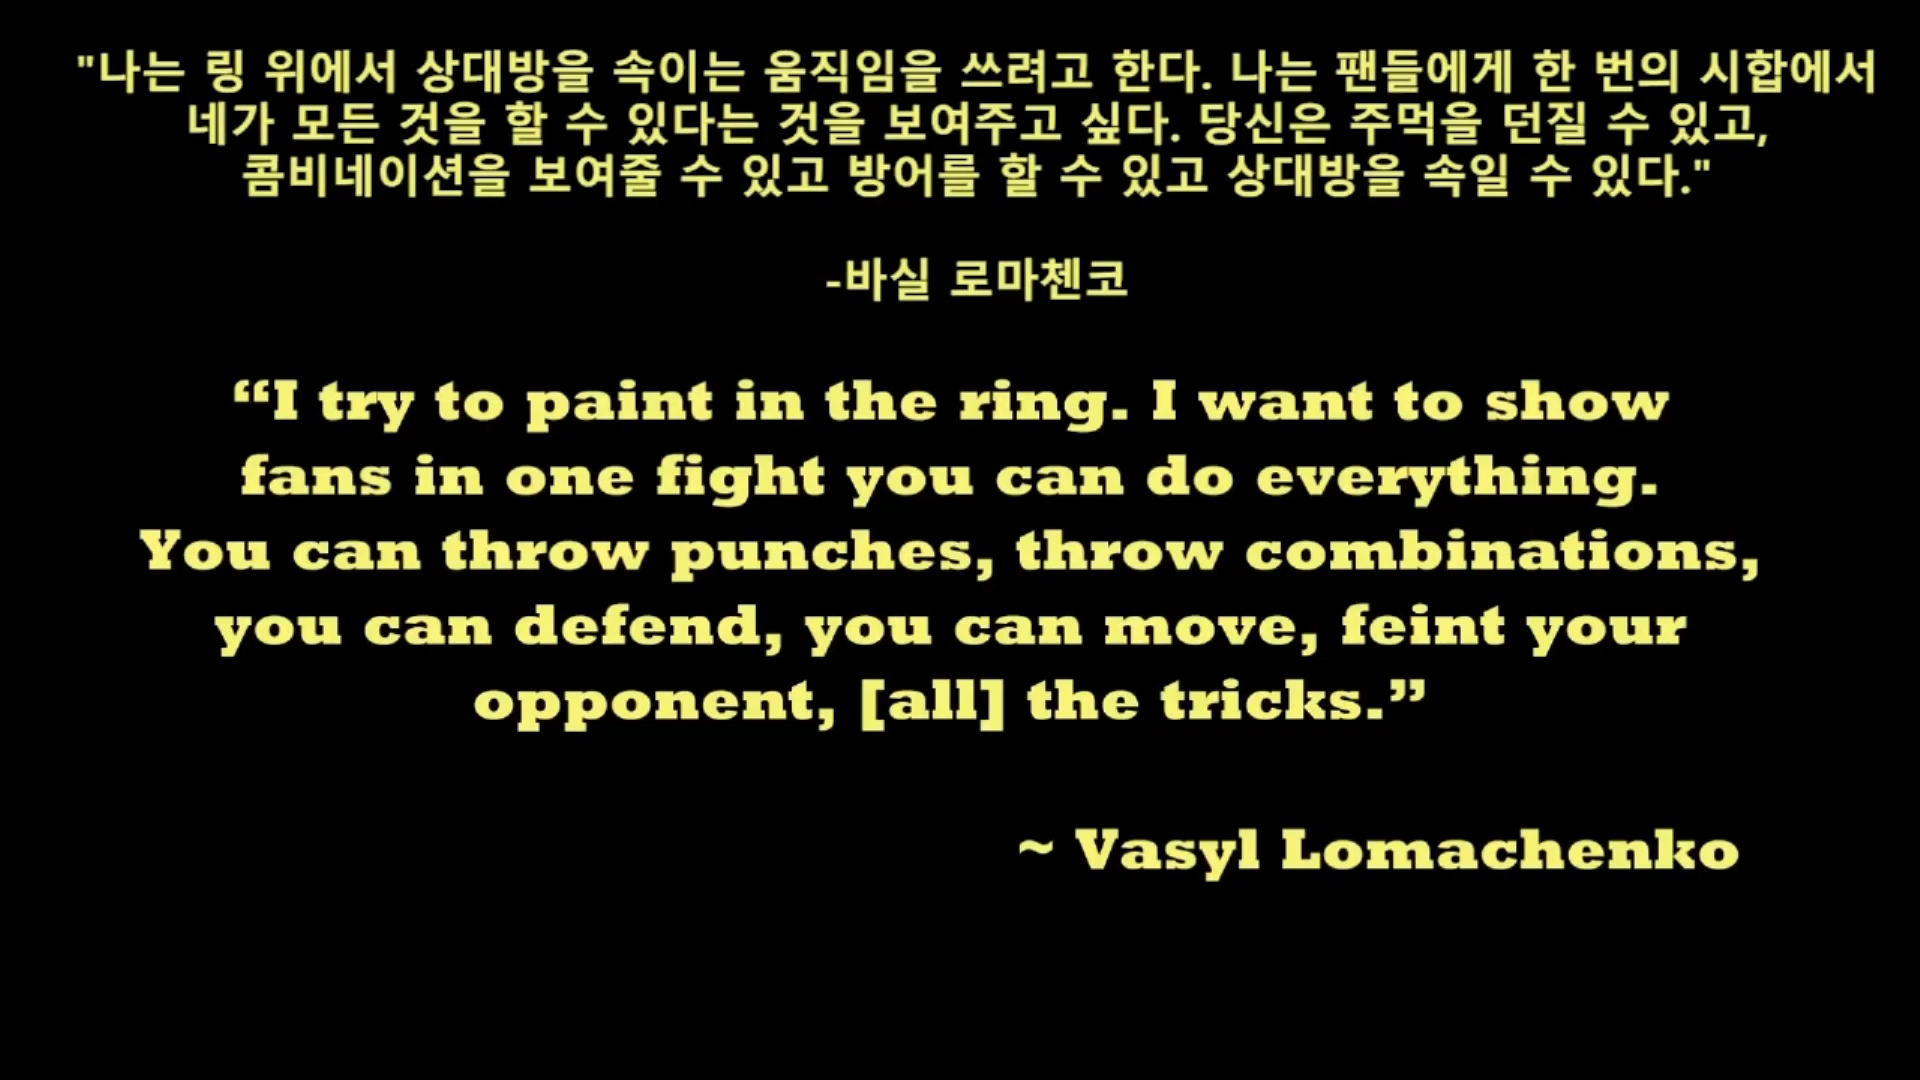 "나는 링 위에서 상대방을 속이는 움직임을 쓰려고 한다. 나는 팬들에게 한 번의 시합에서
네가 모든 것을 할 수 있다는 것을 보여주고 싶다. 당신은 주먹을 던질 수 있고,
콤비네이션을 보여줄 수 있고 방어를 할 수 있고 상대방을 속일 수 있다."
-바실 로마첸코
“I try to paint in the ring. I want to show
fans in one fight you can do everything.
You can throw punches, throw combinations,
you can defend, you can move, feint your
opponent, [all] the tricks.”
~ Vasyl Lomachenko